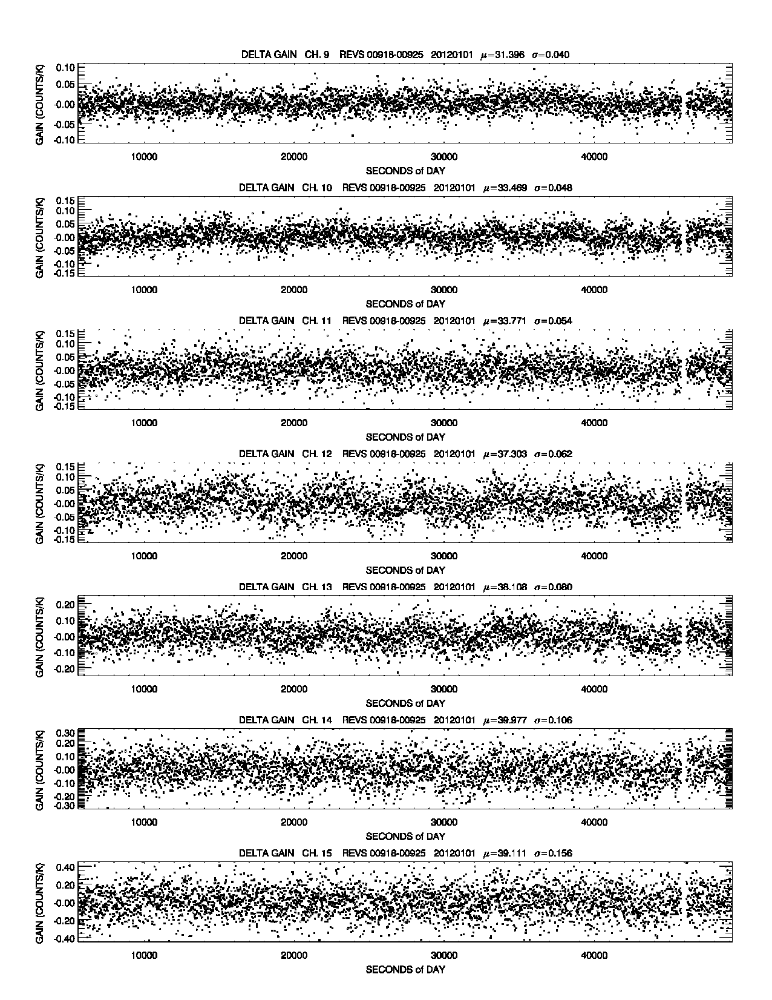 DELTA GAIN CH. 9 REVS 00918-00925 20120101 μ=31.396 σ=0.040
GAIN (COUNTS/K)
0.10
0.05
-0.00
-0.05
-0.10
10000 20000 30000 40000
SECONDS of DAY
DELTA GAIN CH. 10 REVS 00918-00925 20120101 μ=33.469 σ=0.048
GAIN (COUNTS/K)
0.15
0.10
0.05
-0.00
-0.05
-0.10
-0.15
10000 20000 30000 40000
SECONDS of DAY
DELTA GAIN CH. 11 REVS 00918-00925 20120101 μ=33.771 σ=0.054
GAIN (COUNTS/K)
0.15
0.10
0.05
-0.00
-0.05
-0.10
-0.15
10000 20000 30000 40000
SECONDS of DAY
DELTA GAIN CH. 12 REVS 00918-00925 20120101 μ=37.303 σ=0.062
GAIN (COUNTS/K)
0.15
0.10
0.05
-0.00
-0.05
-0.10
-0.15
10000 20000 30000 40000
SECONDS of DAY
DELTA GAIN CH. 13 REVS 00918-00925 20120101 μ=38.108 σ=0.080
GAIN (COUNTS/K)
0.20
0.10
-0.00
-0.10
-0.20
10000 20000 30000 40000
SECONDS of DAY
DELTA GAIN CH. 14 REVS 00918-00925 20120101 μ=39.977 σ=0.106
GAIN (COUNTS/K)
0.30
0.20
0.10
-0.00
-0.10
-0.20
-0.30
10000 20000 30000 40000
SECONDS of DAY
DELTA GAIN CH. 15 REVS 00918-00925 20120101 μ=39.111 σ=0.156
GAIN (COUNTS/K)
0.40
0.20
-0.00
-0.20
-0.40
10000 20000 30000 40000
SECONDS of DAY